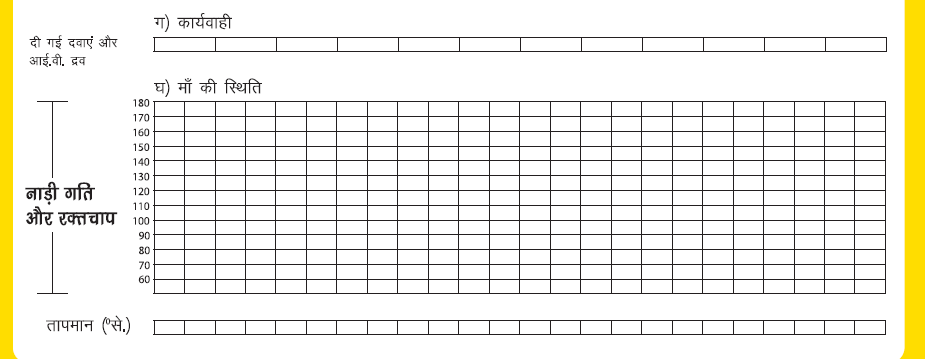 ग) कार्यवाही
दी गई दवाएं और
आई.वी. द्रव
घ) माँ की स्थिति
180
170
160
150
140
130
120
110
100
90
80
70
60
नाड़ी गति
और रक्तचाप
तापमान (⁰से.)